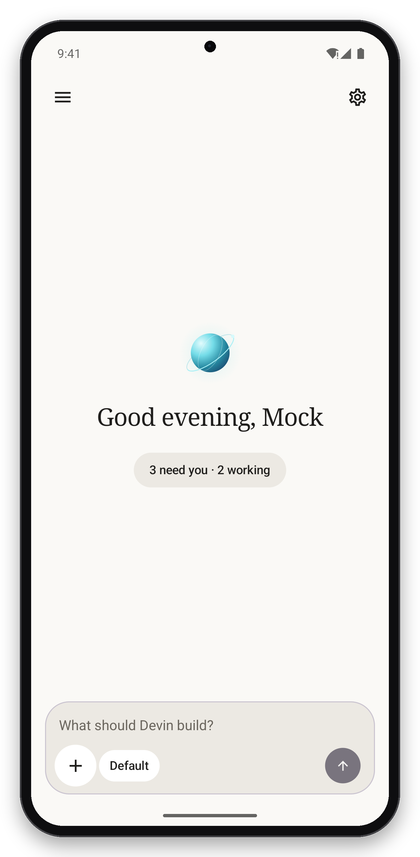 9:41
Good evening, Mock
3 need you · 2 working
What should Devin build?
Default